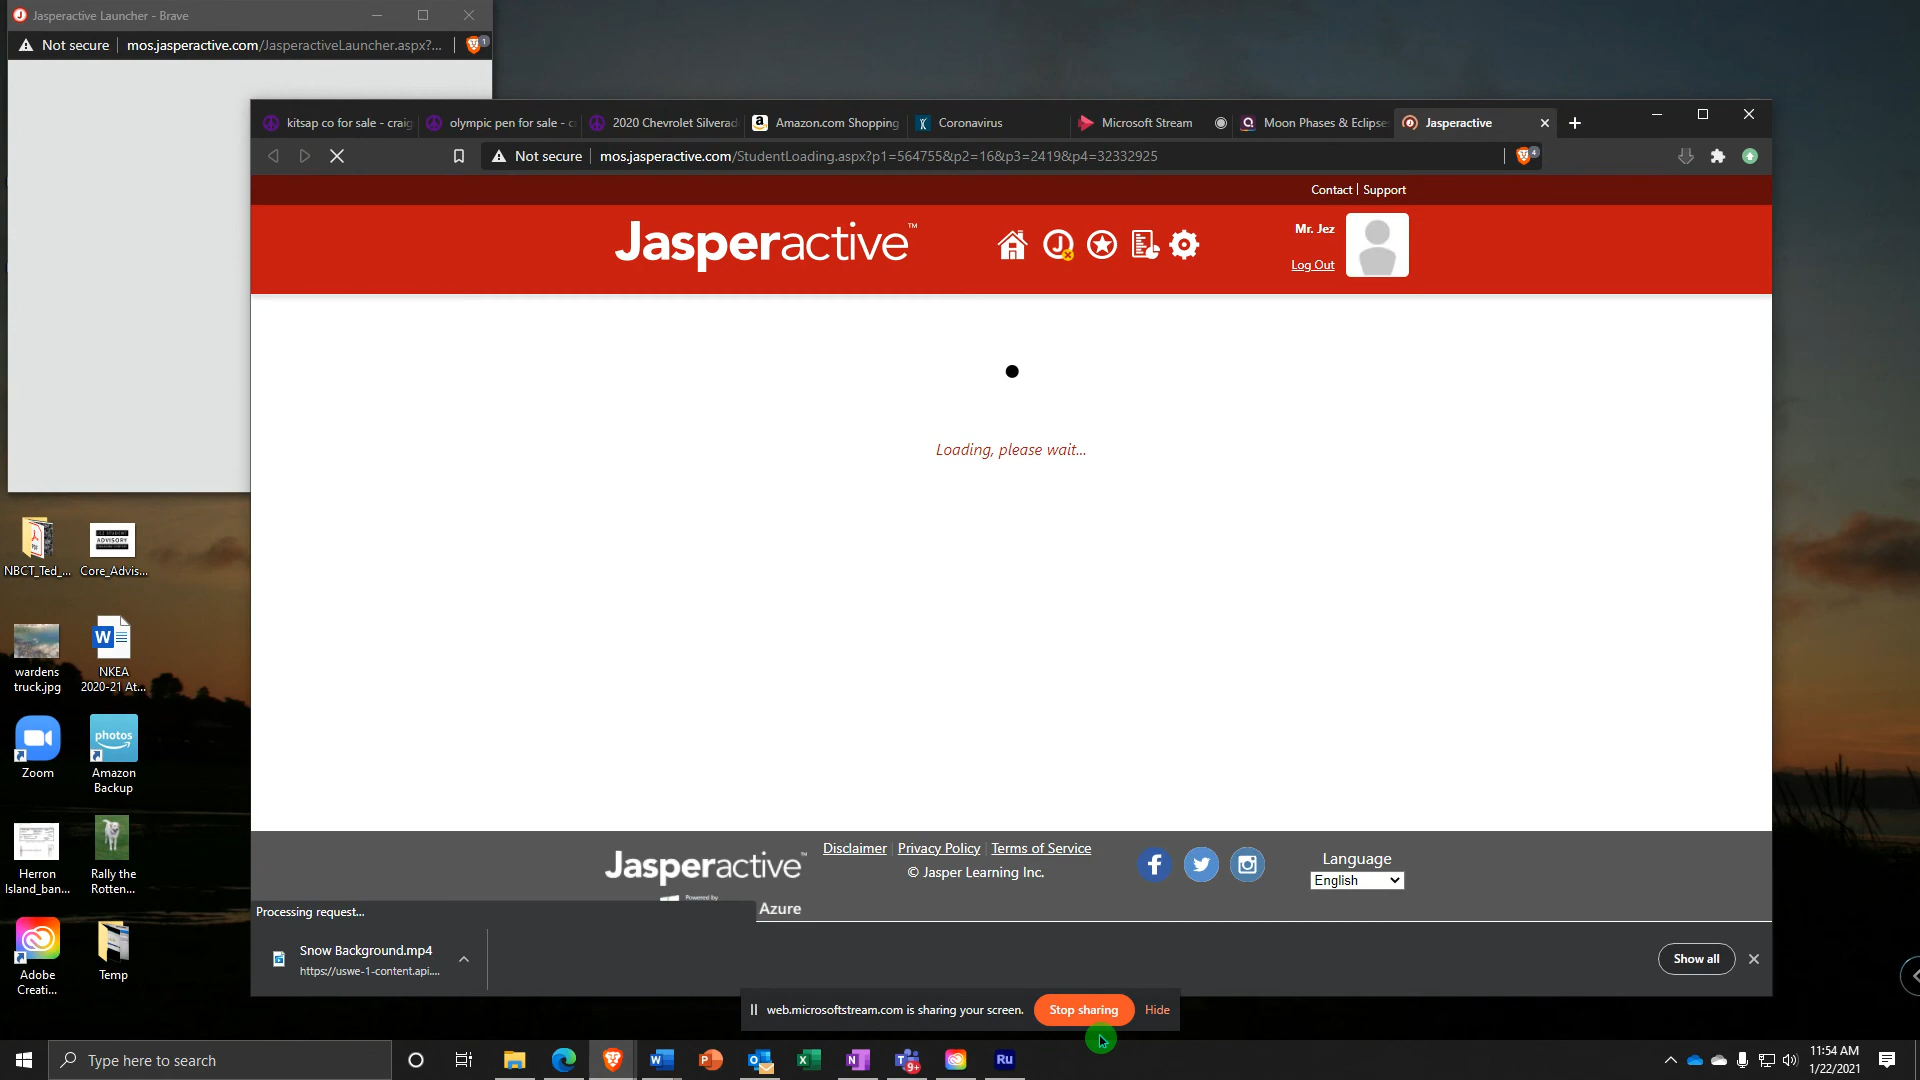 Jasperactive Launcher - Brave
Not secure
mos.jasperactive.com/JasperactiveLauncher.aspx?...
1
kitsap co for sale - craig
olympic pen for sale - c
2020 Chevrolet Silverad
Amazon.com Shopping
Coronavirus
Microsoft Stream
Moon Phases & Eclipse
Jasperactive
Not secure
mos.jasperactive.com/StudentLoading.aspx?p1=564755&p2=16&p3=2419&p4=32332925
4
Contact | Support
Jasperactive™
Mr. Jez
Log Out
Loading, please wait...
NBCT_Ted_...
Core_Advis...
wardens
truck.jpg
NKEA
2020-21 At...
Zoom
photos
Amazon
Backup
Herron
Island_ban...
Rally the
Rotten...
Adobe
Creati...
Temp
Jasperactive™
Powered by
Azure
Disclaimer | Privacy Policy | Terms of Service
© Jasper Learning Inc.
Language
English
Processing request...
Snow Background.mp4
https://uswe-1-content.api....
Show all
web.microsoftstream.com is sharing your screen.
Stop sharing
Hide
Type here to search
9+
Ru
11:54 AM
1/22/2021